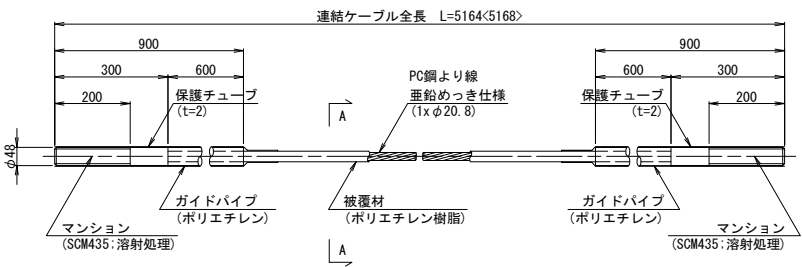 連結ケーブル全長 L=5164<5168>
900
900
300
600
PC鋼より線
600
300
200
保護チューブ
(t=2)
亜鉛めっき仕様
(1xφ20.8)
保護チューブ
(t=2)
200
A
φ48
ガイドパイプ
(ポリエチレン)
被覆材
(ポリエチレン樹脂)
ガイドパイプ
(ポリエチレン)
マンション
(SCM435;溶射処理)
マンション
(SCM435;溶射処理)
A